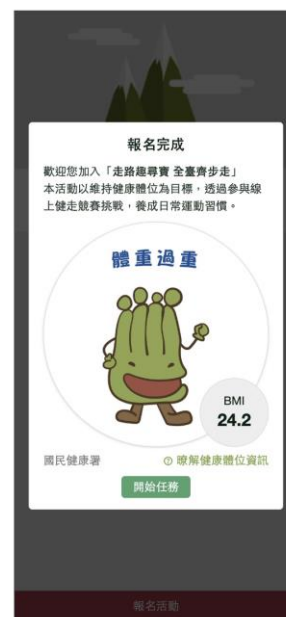 報名完成
歡迎您加入「走路趣尋寶 全臺齊步走」
本活動以維持健康體位為目標，透過參與線
上健走競賽挑戰，養成日常運動習慣。
體重過重
BMI
24.2
國民健康署
? 瞭解健康體位資訊
開始任務
報名活動